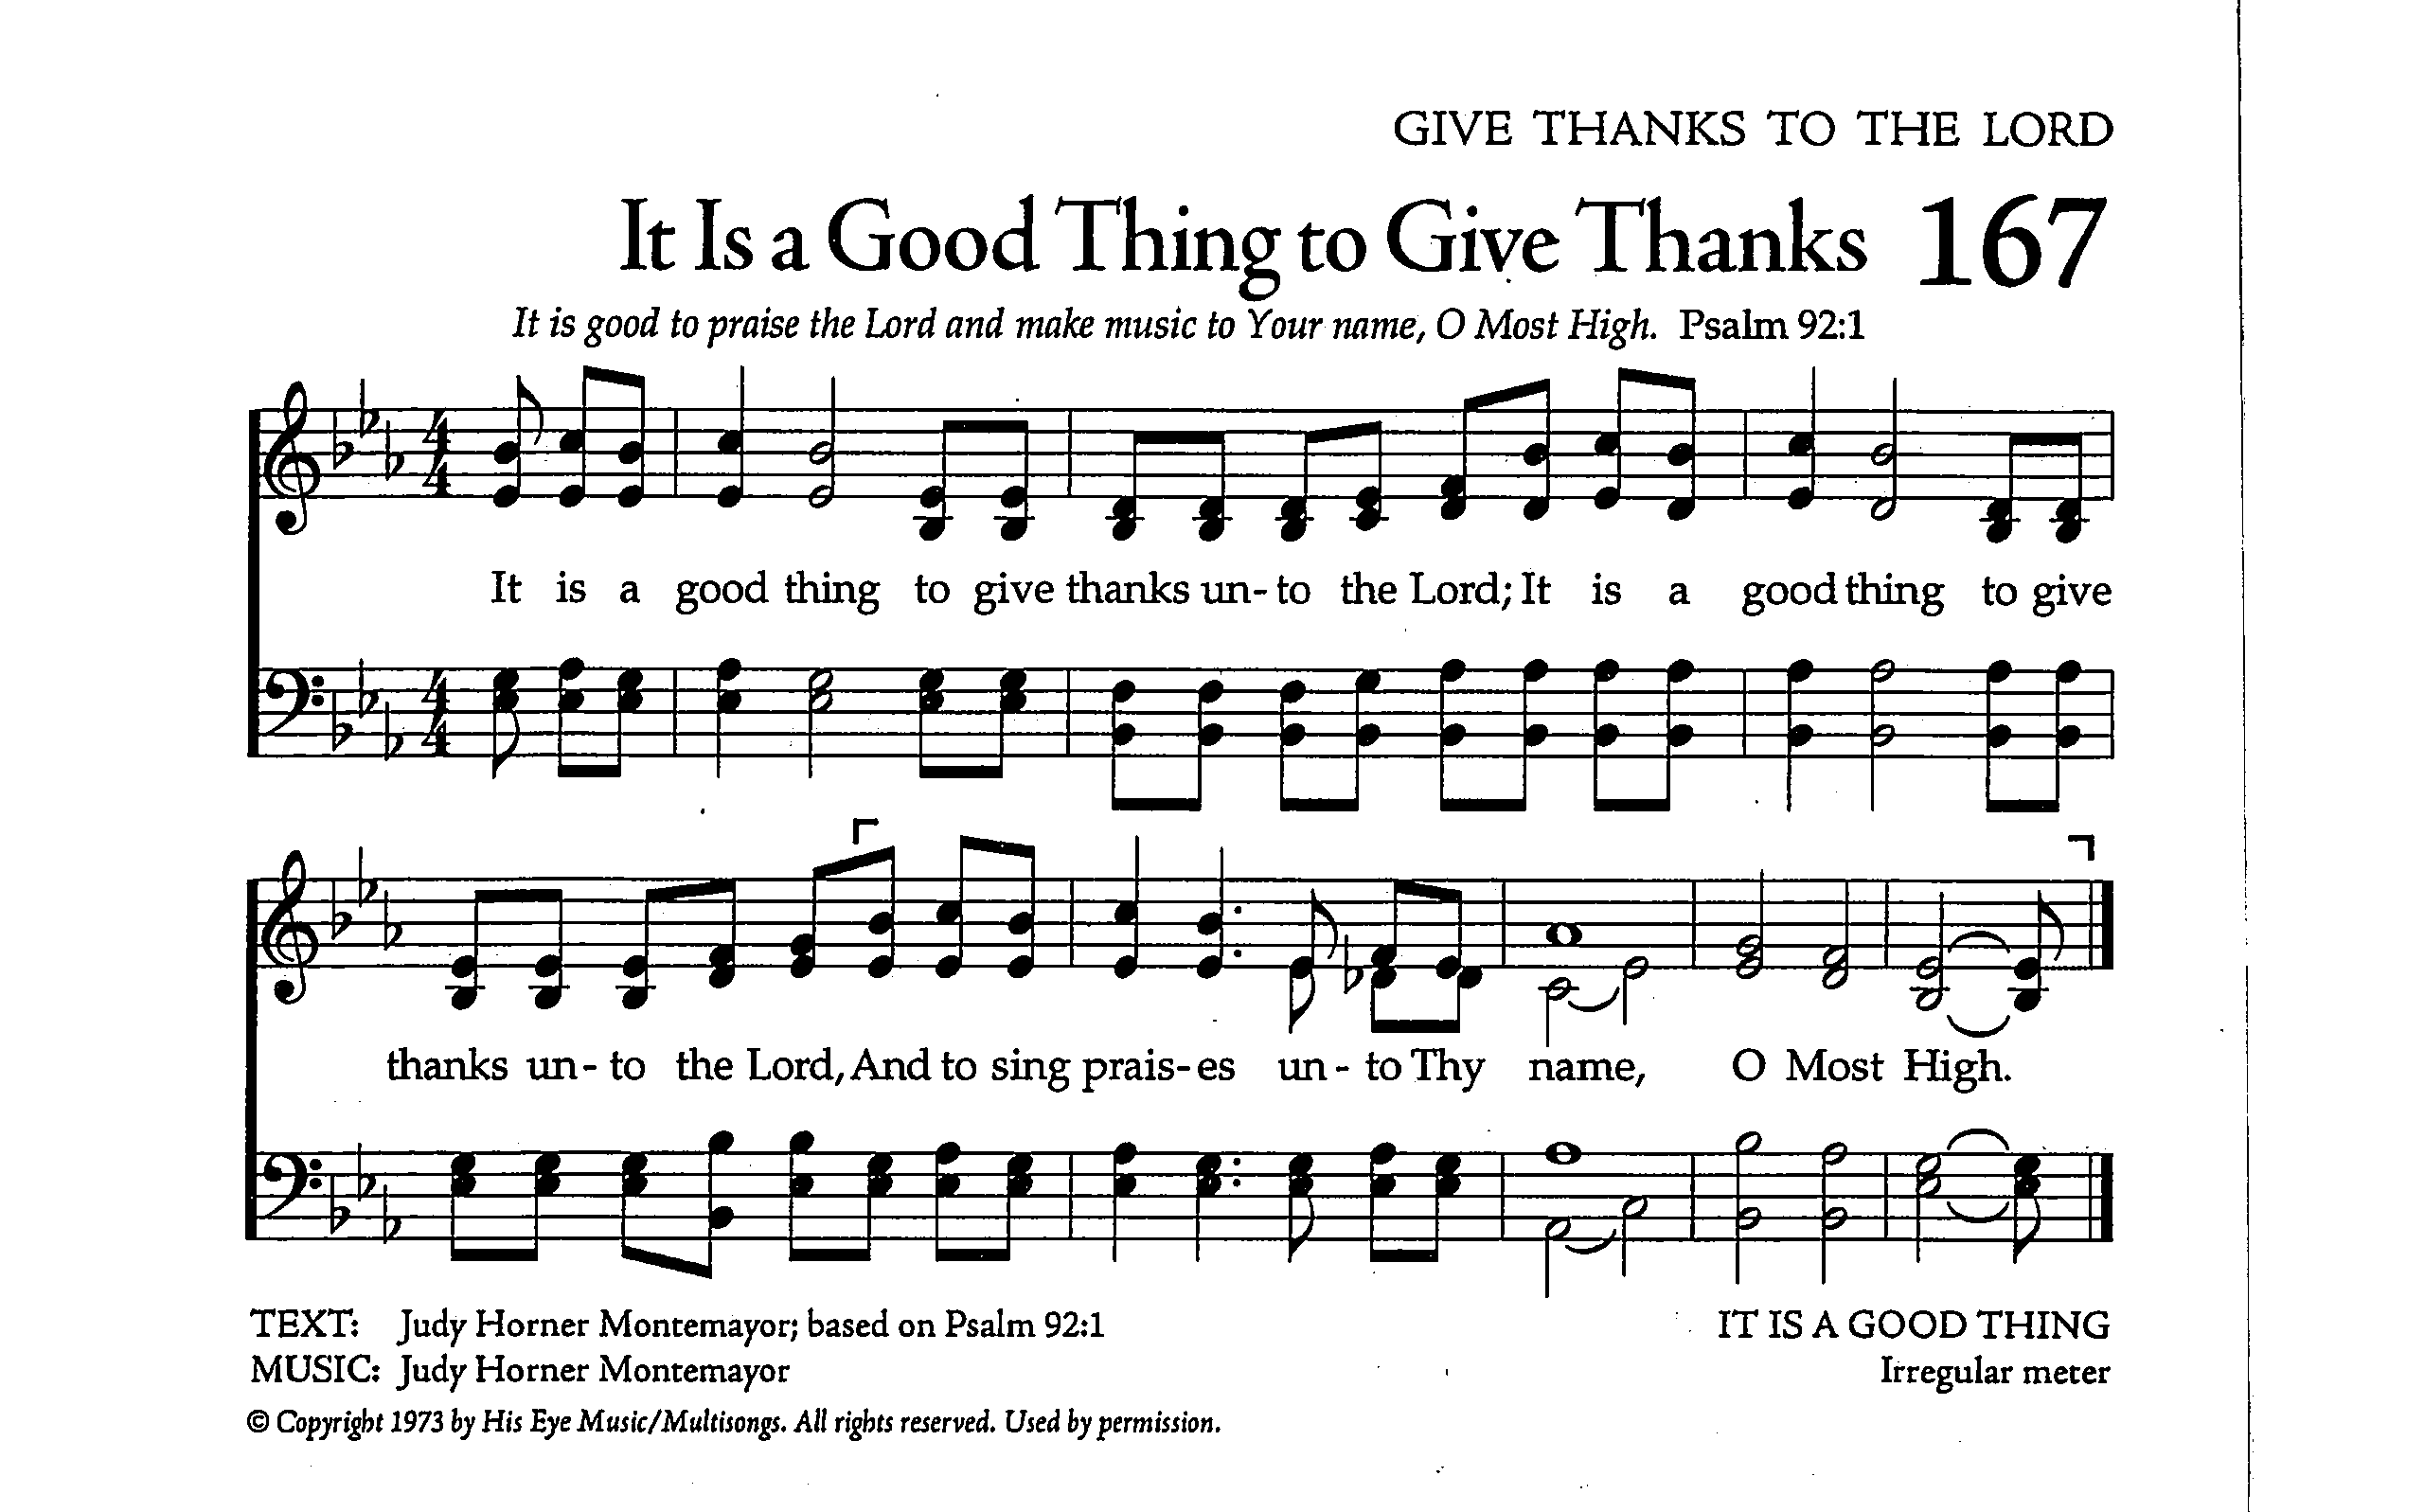 GIVE THANKS TO THE LORD
It Is a Good Thing to Give Thanks 167
It is good to praise the Lord and make music to Your name, O Most High. Psalm 92:1
4 4
It is a good thing to give thanks un- to the Lord; It is a good thing to give
4 4
thanks un- to the Lord, And to sing prais- es un - to Thy name, O Most High.
TEXT: Judy Horner Montemayor; based on Psalm 92:1
IT IS A GOOD THING
MUSIC: Judy Horner Montemayor
Irregular meter
© Copyright 1973 by His Eye Music/Multisongs. All rights reserved. Used by permission.